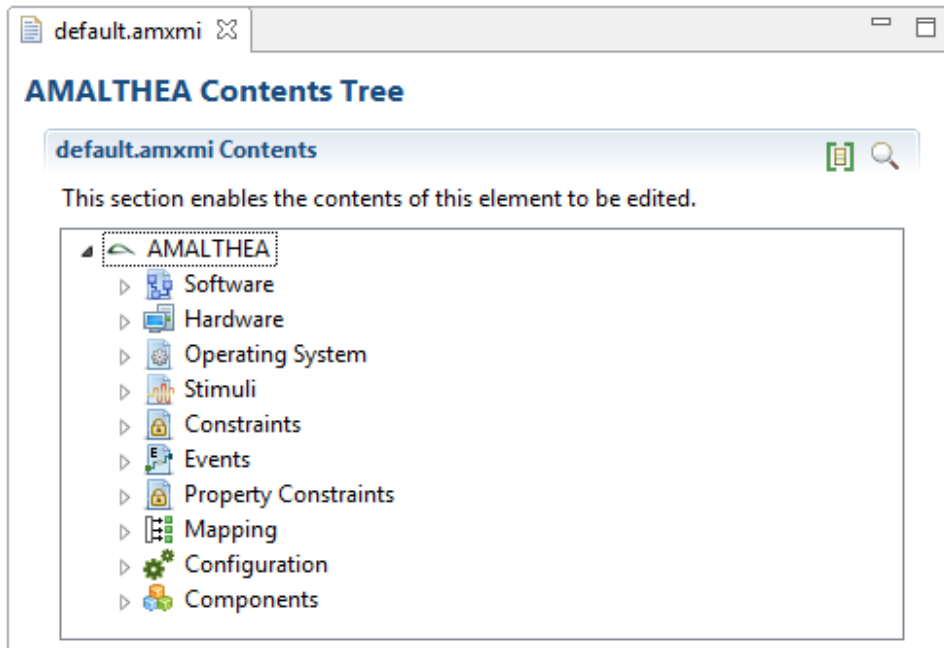 default.amxmi
AMALTHEA Contents Tree
default.amxmi Contents
This section enables the contents of this element to be edited.
AMALTHEA
Software
Hardware
Operating System
Stimuli
Constraints
Events
Property Constraints
Mapping
Configuration
Components